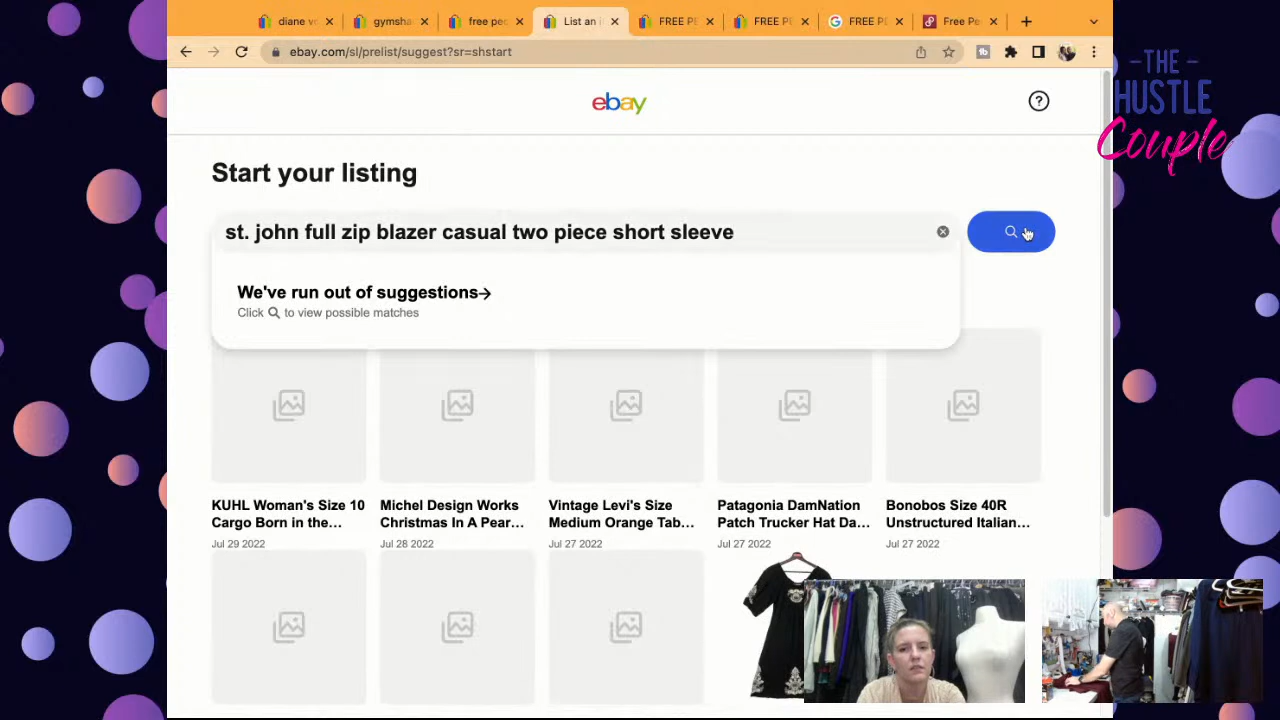 diane ve
gymsha
free peo
List an i
FREE PE
FREE PE
FREE PE
Free Pe
ebay.com/sl/prelist/suggest?sr=shstart
-THE-
HUSTLE
Couple
ebay
Start your listing
st. john full zip blazer casual two piece short sleeve
We've run out of suggestions
Click to view possible matches
KUHL Woman's Size 10
Cargo Born in the...
Jul 29 2022
Michel Design Works
Christmas In A Pear...
Jul 28 2022
Vintage Levi's Size
Medium Orange Tab...
Jul 27 2022
Patagonia DamNation
Patch Trucker Hat Da...
Jul 27 2022
Bonobos Size 40R
Unstructured Italian...
Jul 27 2022